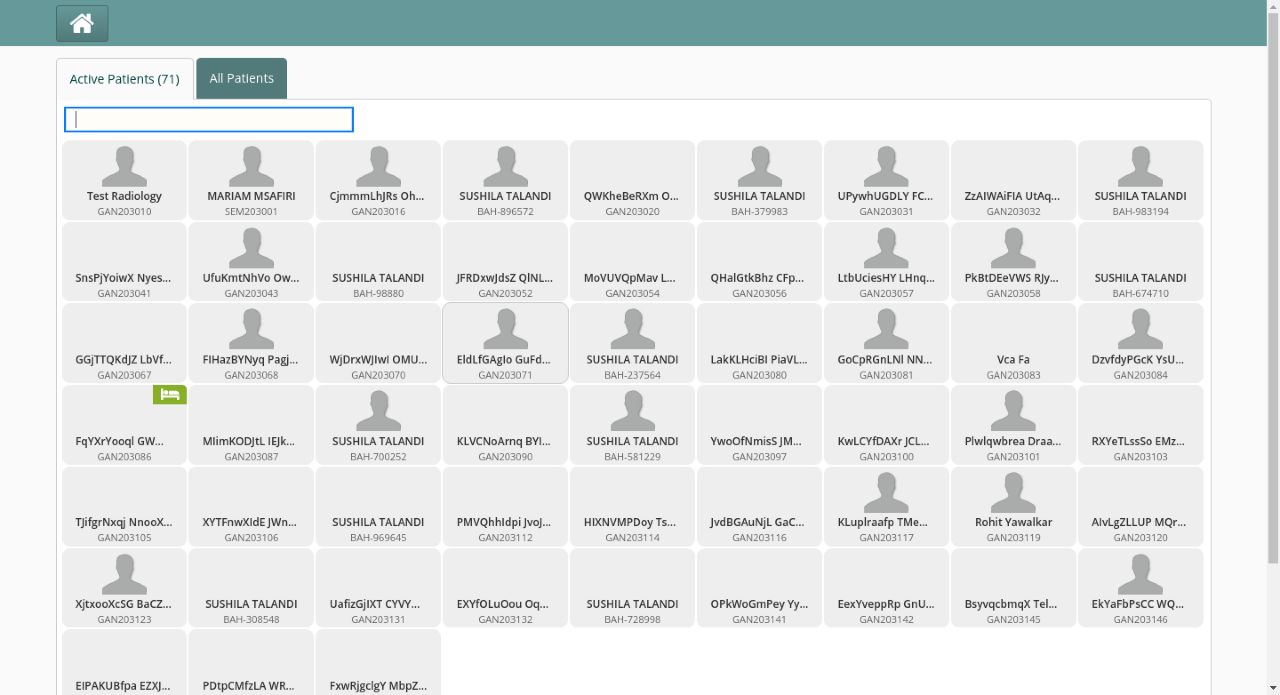 Active Patients (71)
All Patients
Test Radiology
GAN203010
MARIAM MSAFIRI
SEM203001
CjmmmLhJRs Oh...
GAN203016
SUSHILA TALANDI
BAH-896572
QWKheBeRXm O...
GAN203020
SUSHILA TALANDI
BAH-379983
UPywhUGDLY FC...
GAN203031
ZzAIWAiFIA UtAq...
GAN203032
SUSHILA TALANDI
BAH-983194
SnsPjYoiwX Nyes...
GAN203041
UfuKmtNhVo Ow...
GAN203043
SUSHILA TALANDI
BAH-98880
JFRDxwJdsZ QlNL...
GAN203052
MoVUVQpMav L...
GAN203054
QHalGtkBhz CFp...
GAN203056
LtbUciesHY LHnq...
GAN203057
PkBtDEeVWS RJy...
GAN203058
SUSHILA TALANDI
BAH-674710
GGjTTQKdJZ LbVf...
GAN203067
FIHazBYNyq Pagj...
GAN203068
WjDrxWJIwI OMU...
GAN203070
EldLfGAgIo GuFd...
GAN203071
SUSHILA TALANDI
BAH-237564
LakKLHciBI PiaVL...
GAN203080
GoCpRGnLNl NN...
GAN203081
Vca Fa
GAN203083
DzvfdyPGcK YsU...
GAN203084
FqYXrYooql GW...
GAN203086
MIimKODJtL IEJk...
GAN203087
SUSHILA TALANDI
BAH-700252
KLVCNoArnq BYI...
GAN203090
SUSHILA TALANDI
BAH-581229
YwoOfNmisS JM...
GAN203097
KwLCYfDAXr JCL...
GAN203100
Plwlqwbrea Draa...
GAN203101
RXYeTLssSo EMz...
GAN203103
TJifgrNxqj NnooX...
GAN203105
XYTFnwXIdE JWn...
GAN203106
SUSHILA TALANDI
BAH-969645
PMVQhhIdpi JvoJ...
GAN203112
HIXNVMPDoy Ts...
GAN203114
JvdBGAuNjL GaC...
GAN203116
KLuplraafp TMe...
GAN203117
Rohit Yawalkar
GAN203119
AIvLgZLLUP MQr...
GAN203120
XjtxooXcSG BaCZ...
GAN203123
SUSHILA TALANDI
BAH-308548
UafizGjIXT CYVY...
GAN203131
EXYfOLuOou Oq...
GAN203132
SUSHILA TALANDI
BAH-728998
OPkWoGmPey Yy...
GAN203141
EexYveppRp GnU...
GAN203142
BsyvqcbmqX Tel...
GAN203145
EkYaFbPsCC WQ...
GAN203146
EIPAKUBfpa EZXJ...
PDtpCMfzLA WR...
FxwRjgclgY MbpZ...